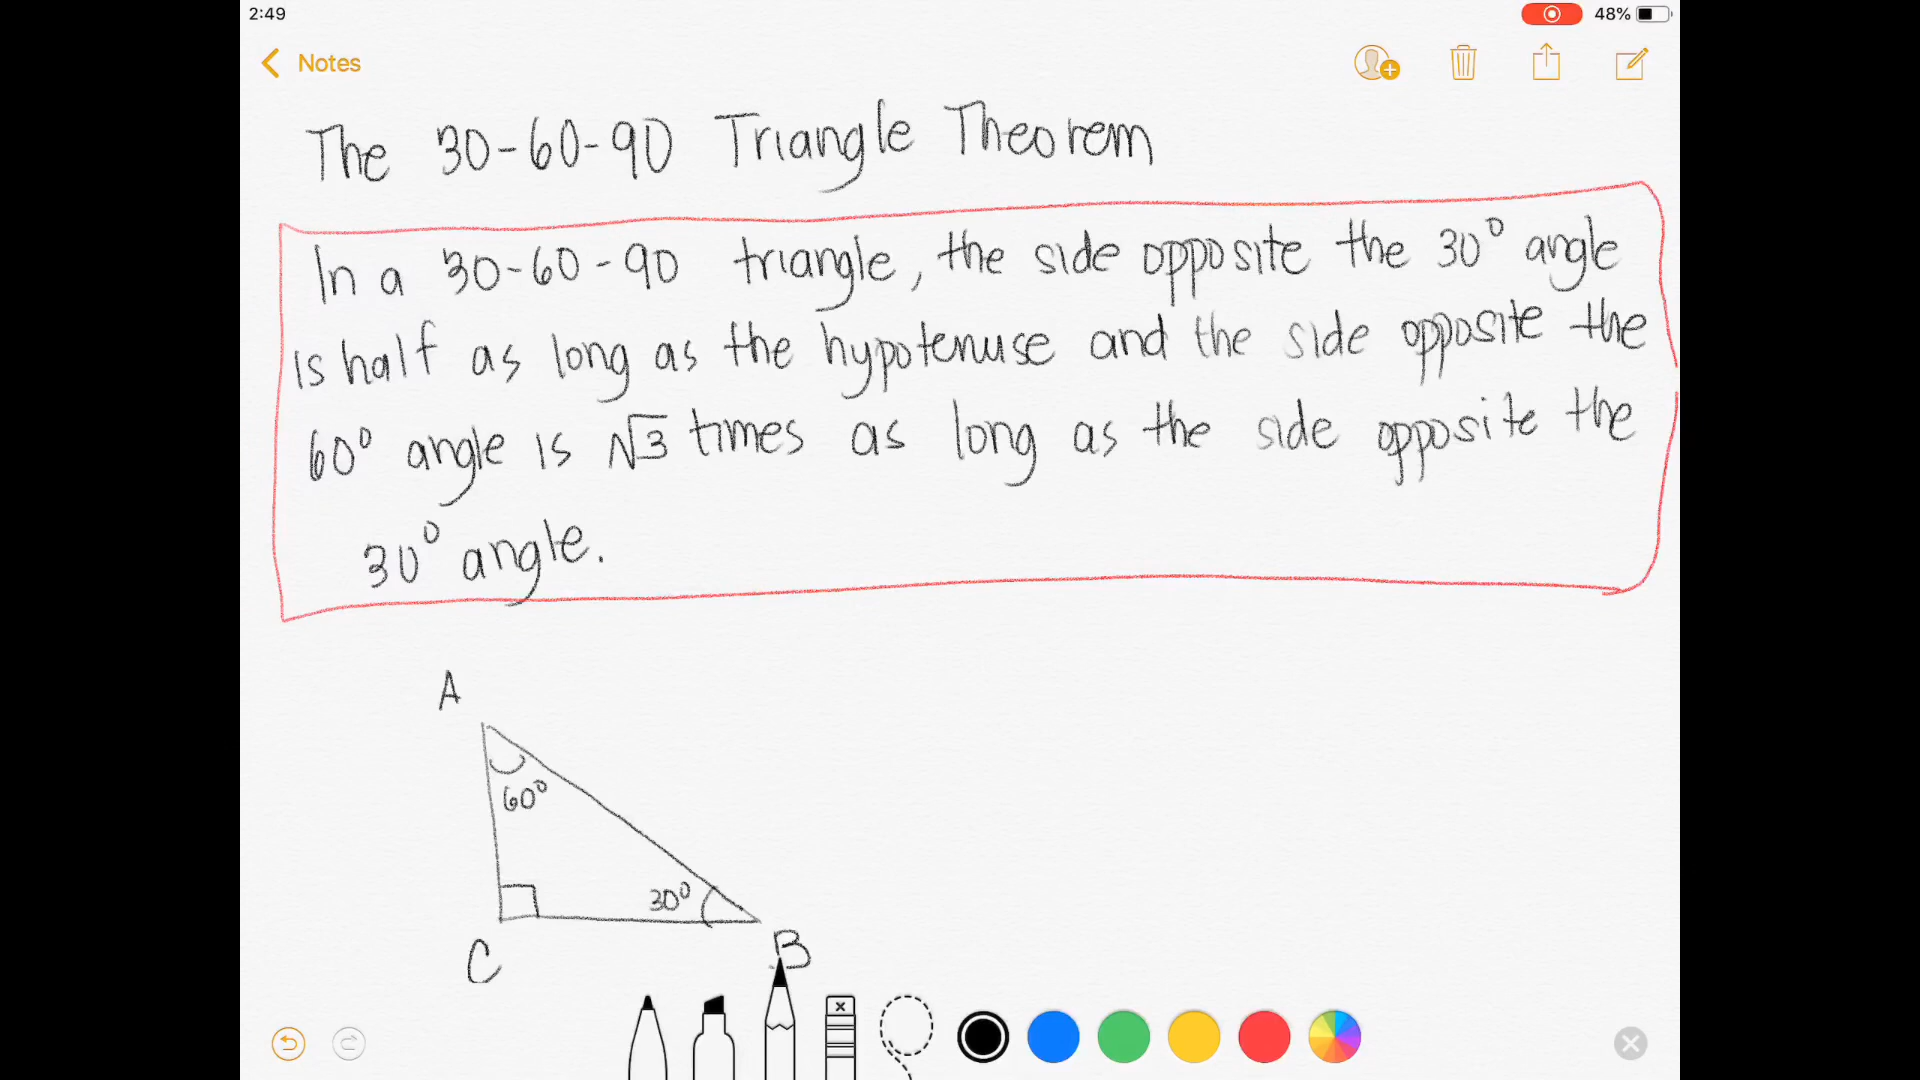 2:49
48%
Notes
The 30-60-90 Triangle Theorem
In a 30-60-90 triangle, the side opposite the 30° angle
is half as long as the hypotenuse and the side opposite the
60° angle is √3 times as long as the side opposite the
30° angle.
A
60°
30°
C
B